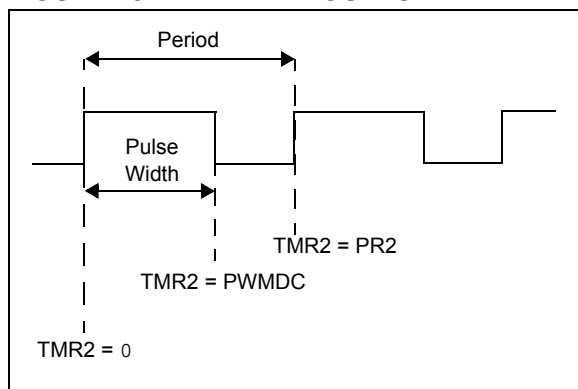 Period
Pulse
Width
TMR2 = PR2
TMR2 = PWMDC
TMR2 = 0